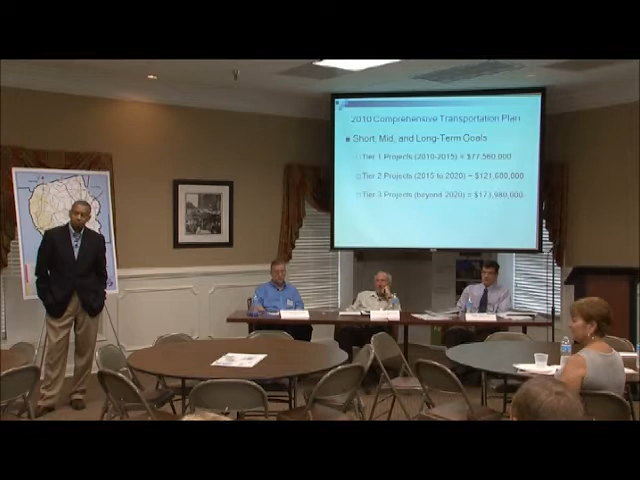 2010 Comprehensive Transportation Plan
Short, Mid, and Long-Term Goals
Tier 1 Projects (2010-2015) = $77,560,000
Tier 2 Projects (2015 to 2020) = $121,600,000
Tier 3 Projects (beyond 2020) = $173,980,000